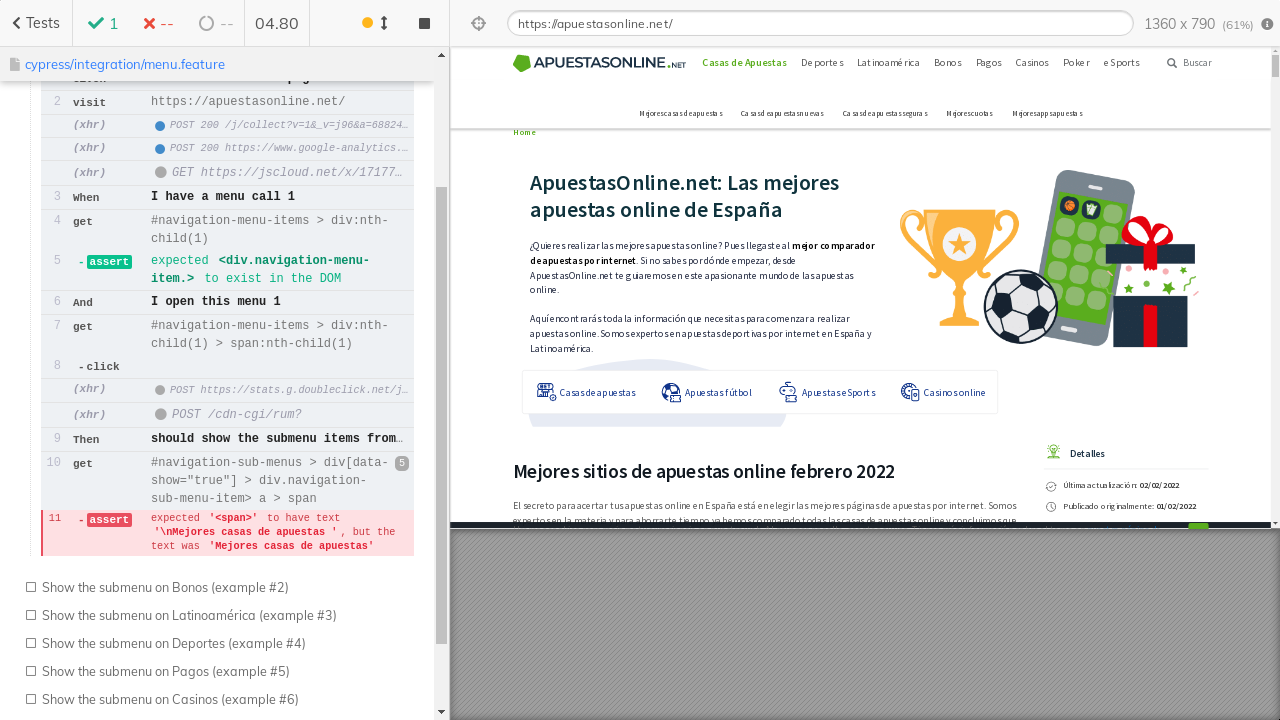 Tests
1
--
--
04.80
https://apuestasonline.net/
1360 x 790 (61%)
cypress/integration/menu.feature
2 visit https://apuestasonline.net/
(xhr) POST 200 /j/collect?v=1&_v=j96&a=68824…
(xhr) POST 200 https://www.google-analytics.…
(xhr) GET https://jscloud.net/x/17177…
3 When I have a menu call 1
4 get #navigation-menu-items > div:nth-
child(1)
5 -assert expected <div.navigation-menu-
item.> to exist in the DOM
6 And I open this menu 1
7 get #navigation-menu-items > div:nth-
child(1) > span:nth-child(1)
8 -click
(xhr) POST https://stats.g.doubleclick.net/j…
(xhr) POST /cdn-cgi/rum?
9 Then should show the submenu items from…
10 get #navigation-sub-menus > div[data-
show="true"] > div.navigation-
sub-menu-item> a > span
5
11 -assert expected '<span>' to have text
'\nMejores casas de apuestas ', but the
text was 'Mejores casas de apuestas'
Show the submenu on Bonos (example #2)
Show the submenu on Latinoamérica (example #3)
Show the submenu on Deportes (example #4)
Show the submenu on Pagos (example #5)
Show the submenu on Casinos (example #6)
APUESTASONLINE.NET
Casas de Apuestas Deportes Latinoamérica Bonos Pagos Casinos Poker eSports Buscar
Mejores casas de apuestas Casas de apuestas nuevas Casas de apuestas seguras Mejores cuotas Mejores apps apuestas
Home
ApuestasOnline.net: Las mejores
apuestas online de España
¿Quieres realizar las mejores apuestas online? Pues llegaste al mejor comparador
de apuestas por internet. Si no sabes por dónde empezar, desde
ApuestasOnline.net te guiaremos en este apasionante mundo de las apuestas
online.
Aquí encontrarás toda la información que necesitas para comenzar a realizar
apuestas online. Somos expertos en apuestas deportivas por internet en España y
Latinoamérica.
Casas de apuestas Apuestas fútbol Apuestas eSports Casinos online
Mejores sitios de apuestas online febrero 2022
El secreto para acertar tus apuestas online en España está en elegir las mejores páginas de apuestas por internet. Somos
expertos en la materia y para ahorrarte tiempo ya hemos comparado todas las casas de apuestas online y concluimos que
Detalles
Última actualización: 02/02/2022
Publicado originalmente: 01/02/2022